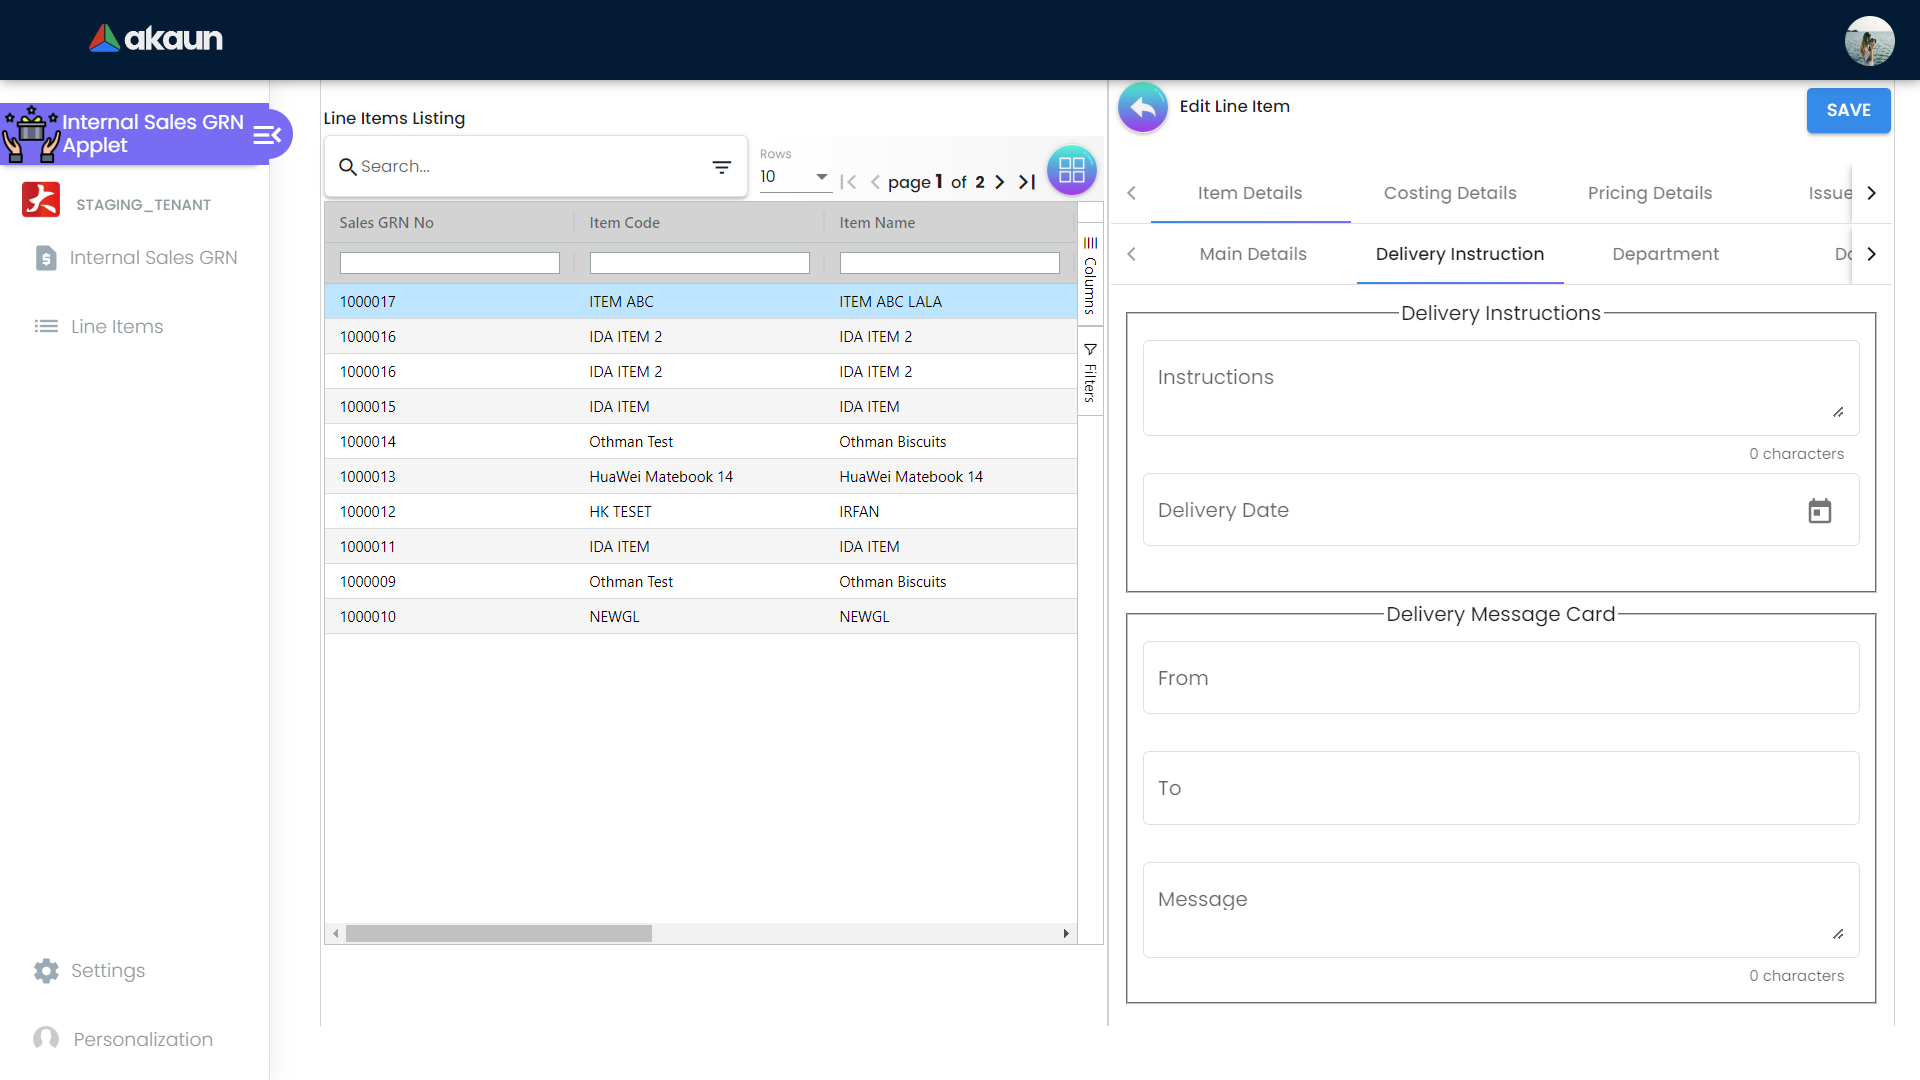 akaun
Internal Sales GRN
Applet
STAGING_TENANT
Internal Sales GRN
Line Items
Settings
Personalization
Line Items Listing
Search...
Rows
10
page 1 of 2
Sales GRN No Item Code Item Name
1000017 ITEM ABC ITEM ABC LALA
1000016 IDA ITEM 2 IDA ITEM 2
1000016 IDA ITEM 2 IDA ITEM 2
1000015 IDA ITEM IDA ITEM
1000014 Othman Test Othman Biscuits
1000013 HuaWei Matebook 14 HuaWei Matebook 14
1000012 HK TESET IRFAN
1000011 IDA ITEM IDA ITEM
1000009 Othman Test Othman Biscuits
1000010 NEWGL NEWGL
Columns
Filters
Edit Line Item
SAVE
Item Details Costing Details Pricing Details Issue
Main Details Delivery Instruction Department
Delivery Instructions
Instructions
0 characters
Delivery Date
Delivery Message Card
From
To
Message
0 characters